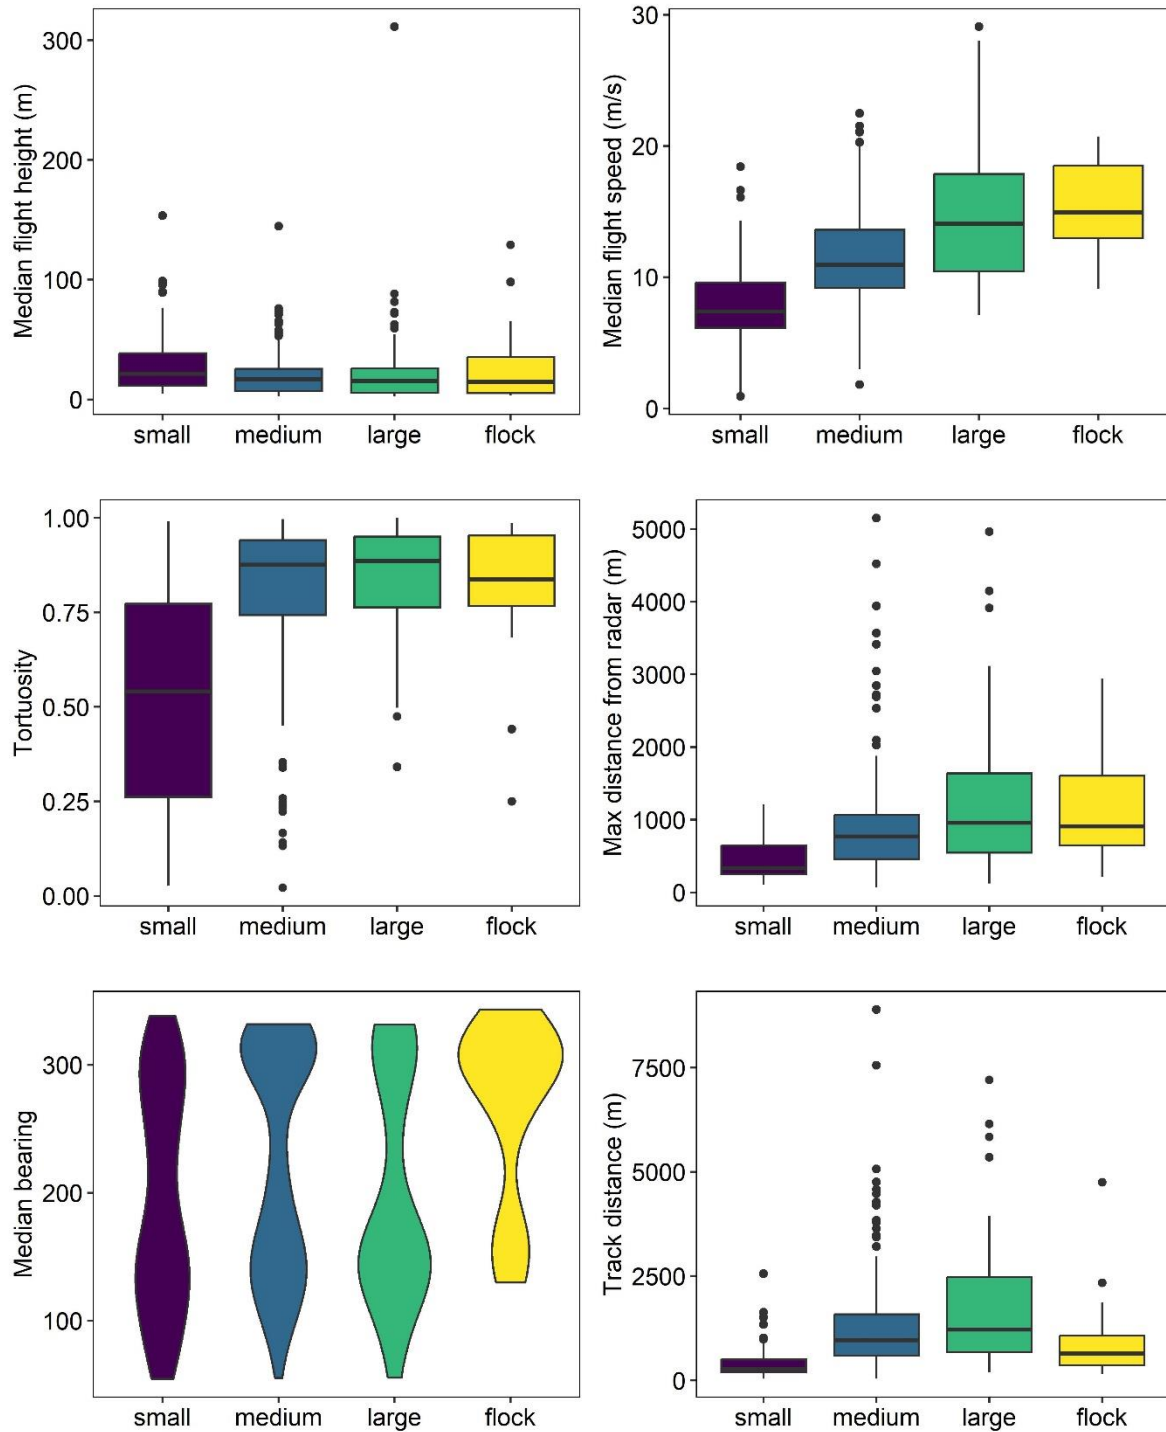 Median flight height (m)
300
200
100
0
small medium large flock
Median flight speed (m/s)
30
20
10
0
small medium large flock
Tortuosity
1.00
0.75
0.50
0.25
0.00
small medium large flock
Max distance from radar (m)
5000
4000
3000
2000
1000
0
small medium large flock
Median bearing
300
200
100
small medium large flock
Track distance (m)
7500
5000
2500
0
small medium large flock